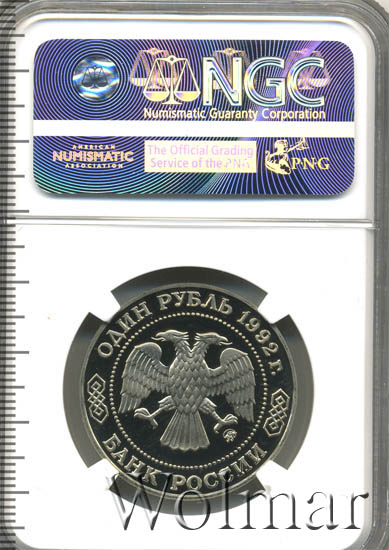 NGC
Numismatic Guaranty Corporation
AMERICAN
NUMISMATIC
ASSOCIATION
The Official Grading
Service of the PNG
PNG
ОДИН РУБЛЬ 1992 г.
БАНК РОССИИ
Wolmar